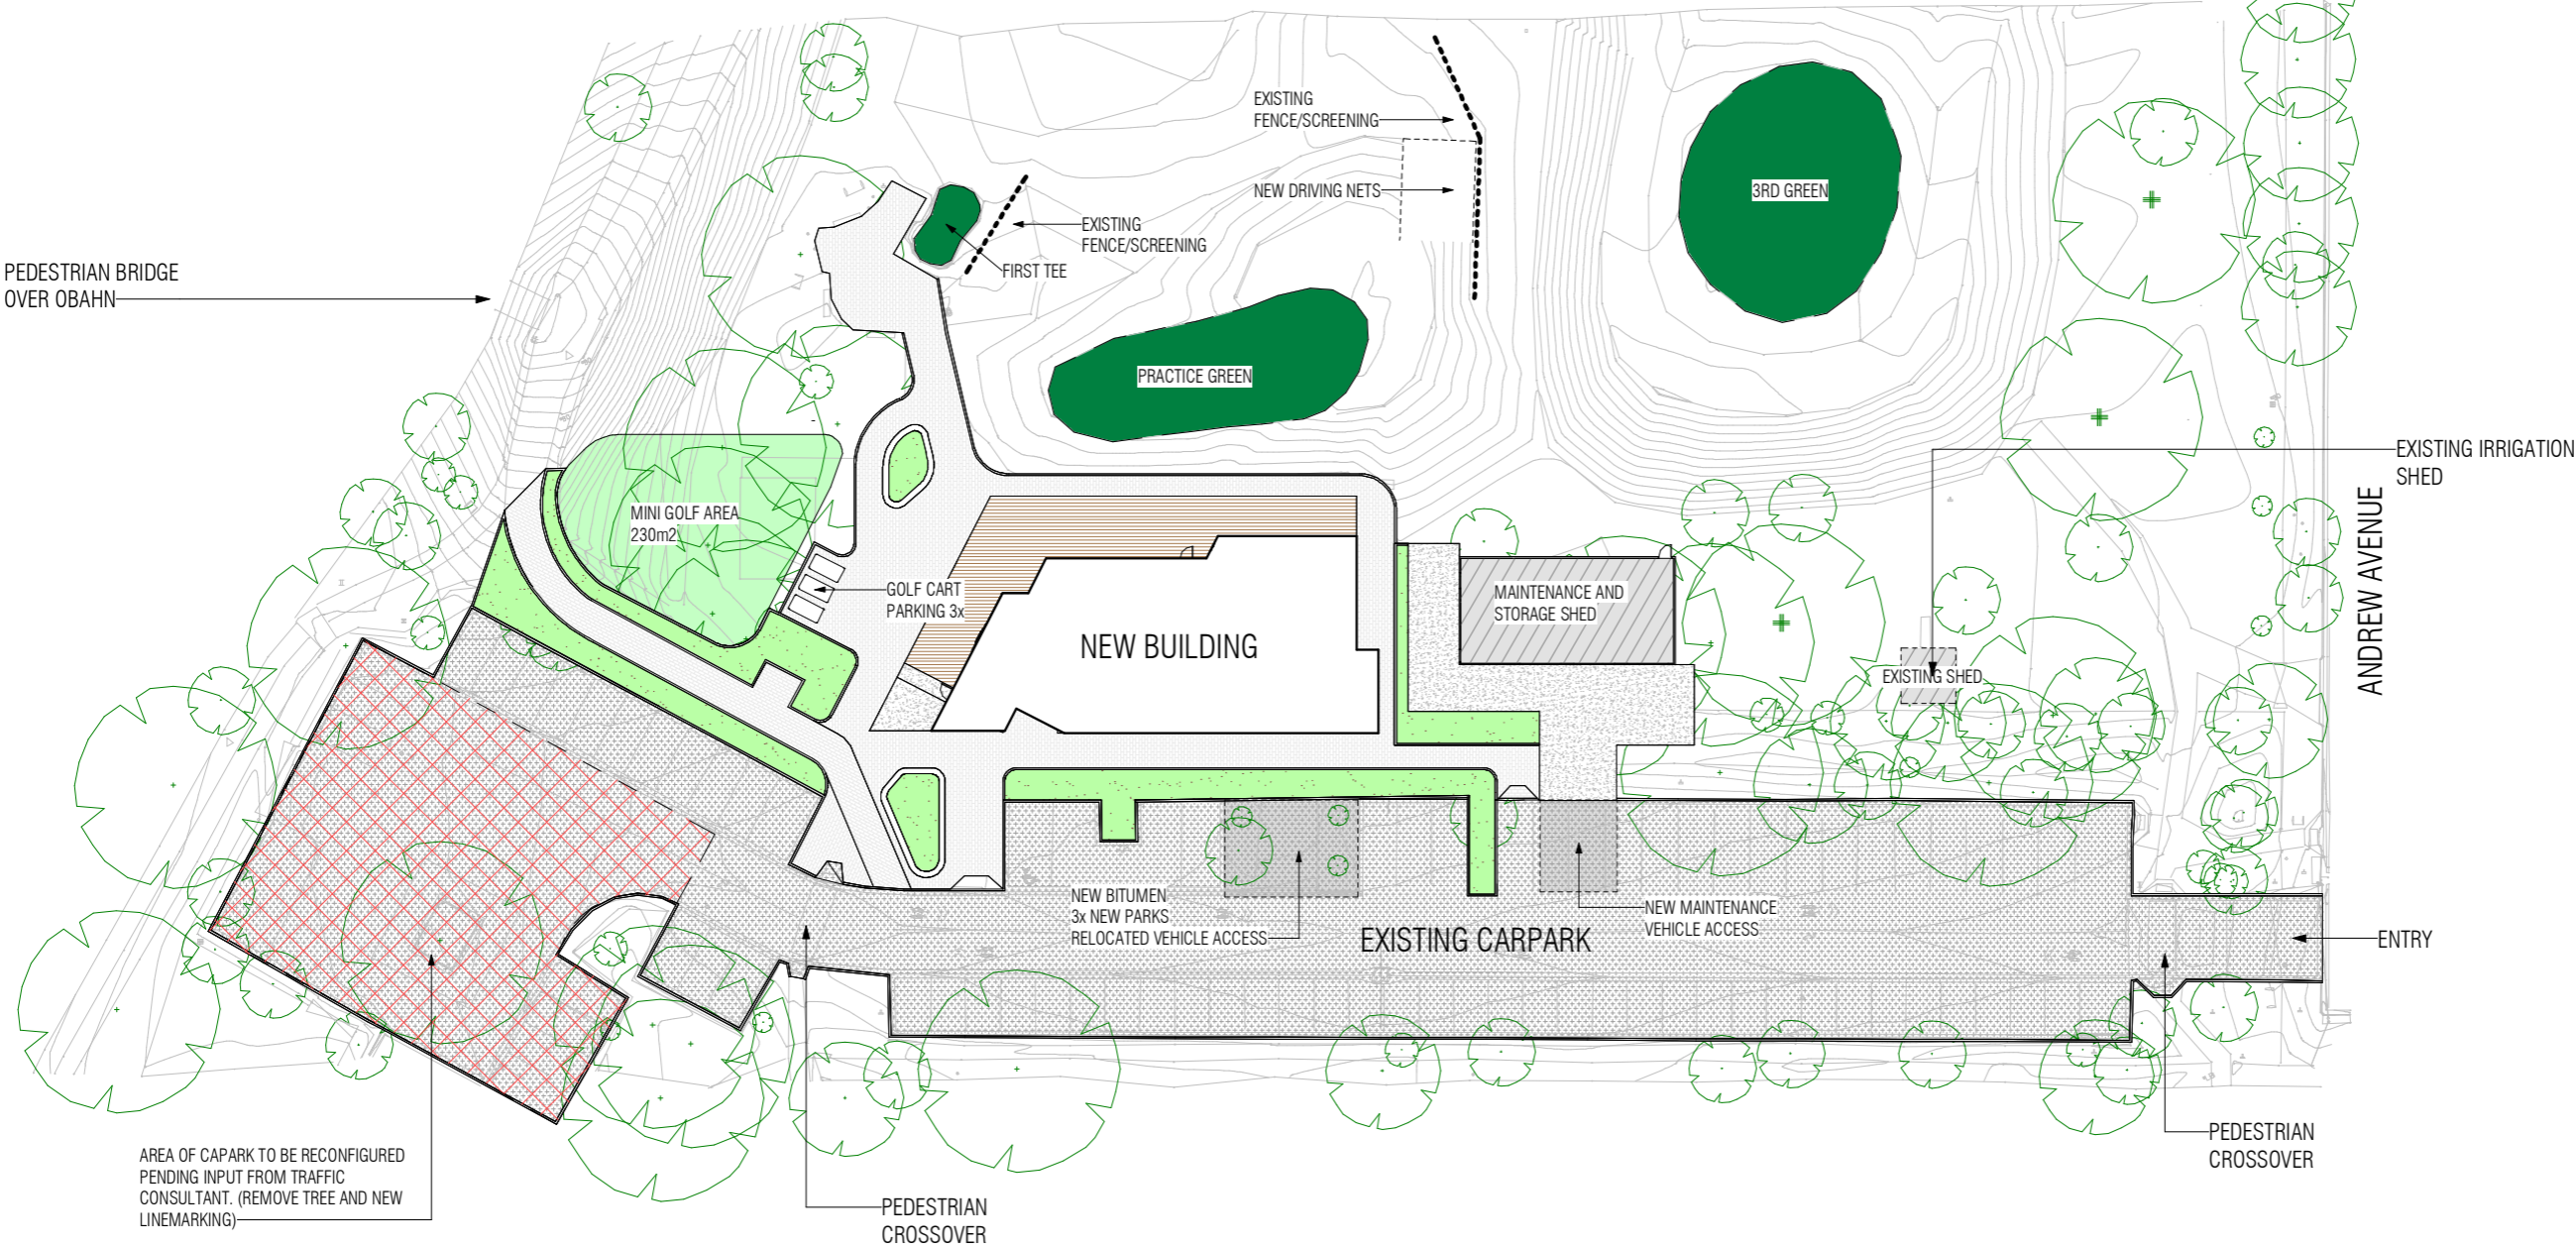 EXISTING
FENCE/SCREENING
NEW DRIVING NETS
3RD GREEN
EXISTING
FENCE/SCREENING
FIRST TEE
PEDESTRIAN BRIDGE
OVER OBAHN
PRACTICE GREEN
EXISTING IRRIGATION
SHED
ANDREW AVENUE
MINI GOLF AREA
230m2
GOLF CART
PARKING 3x
MAINTENANCE AND
STORAGE SHED
NEW BUILDING
EXISTING SHED
NEW BITUMEN
3x NEW PARKS
RELOCATED VEHICLE ACCESS
EXISTING CARPARK
NEW MAINTENANCE
VEHICLE ACCESS
ENTRY
AREA OF CAPARK TO BE RECONFIGURED
PENDING INPUT FROM TRAFFIC
CONSULTANT. (REMOVE TREE AND NEW
LINEMARKING)
PEDESTRIAN
CROSSOVER
PEDESTRIAN
CROSSOVER